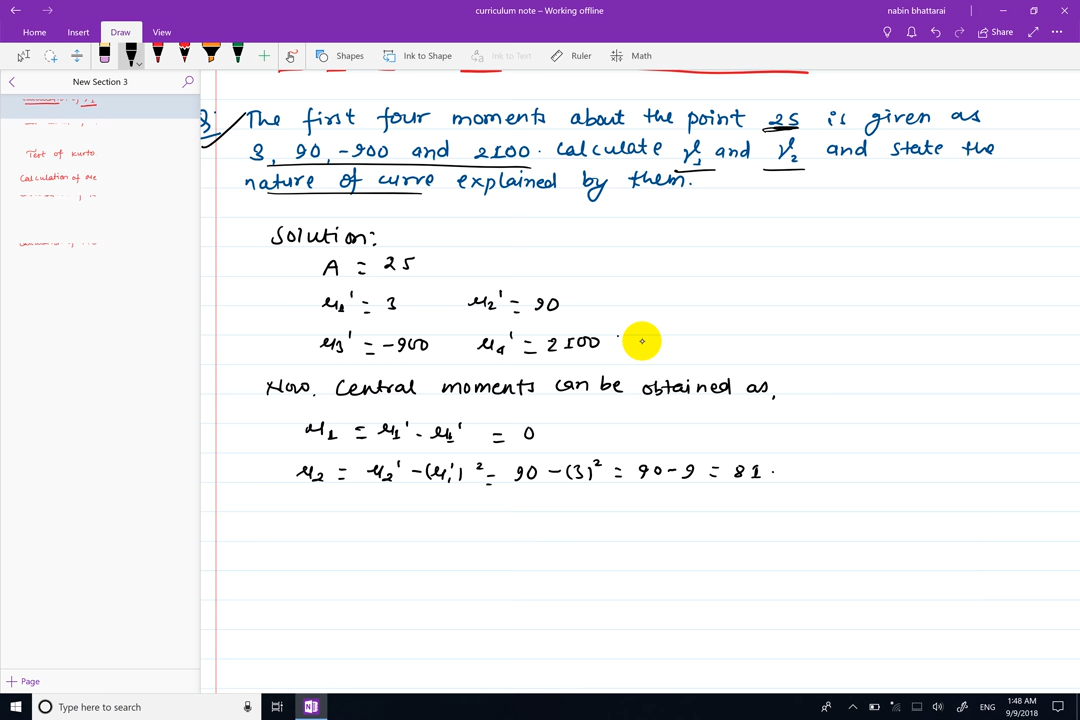 curriculum note – Working offline
nabin bhattarai
Home Insert Draw View
Share
Shapes Ink to Shape Ink to Text Ruler Math
New Section 3
Test of Kurto
Calculation of Me
The first four moments about the point 25 is given as
3, 90, -900 and 2100. Calculate γ1 and γ2 and state the
nature of curve explained by them.
Solution:
A = 25
μ1' = 3 μ2' = 90
μ3' = -900 μ4' = 2100
Now, Central moments can be obtained as,
μ1 = μ1' - μ1' = 0
μ2 = μ2' - (μ1')² = 90 - (3)² = 90 - 9 = 81.
+ Page
Type here to search
ENG
1:48 AM
9/9/2018